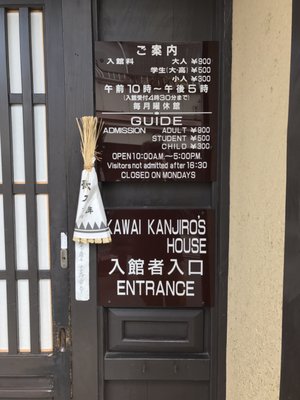 ご案内
入館料 大人 ¥900
学生(大・高) ¥500
小人 ¥300
午前10時~午後5時
(入館受付4時30分まで)
毎月曜休館
GUIDE
ADMISSION ADULT ¥900
STUDENT ¥500
CHILD ¥300
OPEN10:00AM.~5:00PM.
Visitors not admitted after 16:30
CLOSED ON MONDAYS
KAWAI KANJIRO'S
HOUSE
入館者入口
ENTRANCE